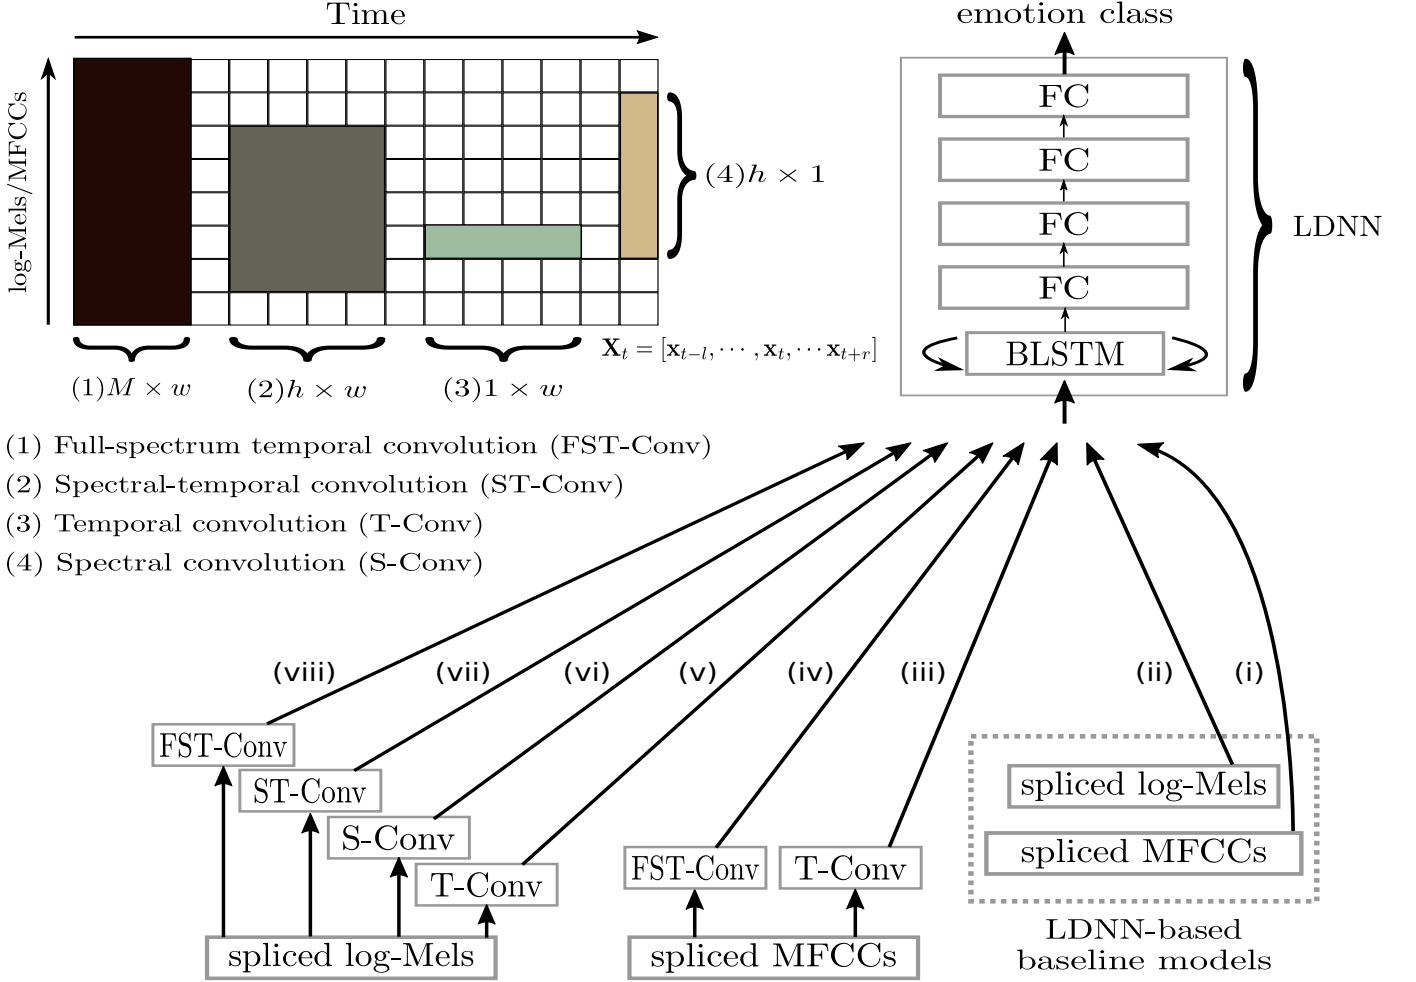 Time
log-Mels/MFCCs
(4)h × 1
X_t = [x_{t−l}, ⋯ , x_t, ⋯ x_{t+r}]
(1)M × w
(2)h × w
(3)1 × w
(1) Full-spectrum temporal convolution (FST-Conv)
(2) Spectral-temporal convolution (ST-Conv)
(3) Temporal convolution (T-Conv)
(4) Spectral convolution (S-Conv)
emotion class
FC
FC
FC
FC
BLSTM
LDNN
(viii)
(vii)
(vi)
(v)
(iv)
(iii)
(ii)
(i)
FST-Conv
ST-Conv
S-Conv
T-Conv
spliced log-Mels
FST-Conv
T-Conv
spliced MFCCs
spliced log-Mels
spliced MFCCs
LDNN-based
baseline models